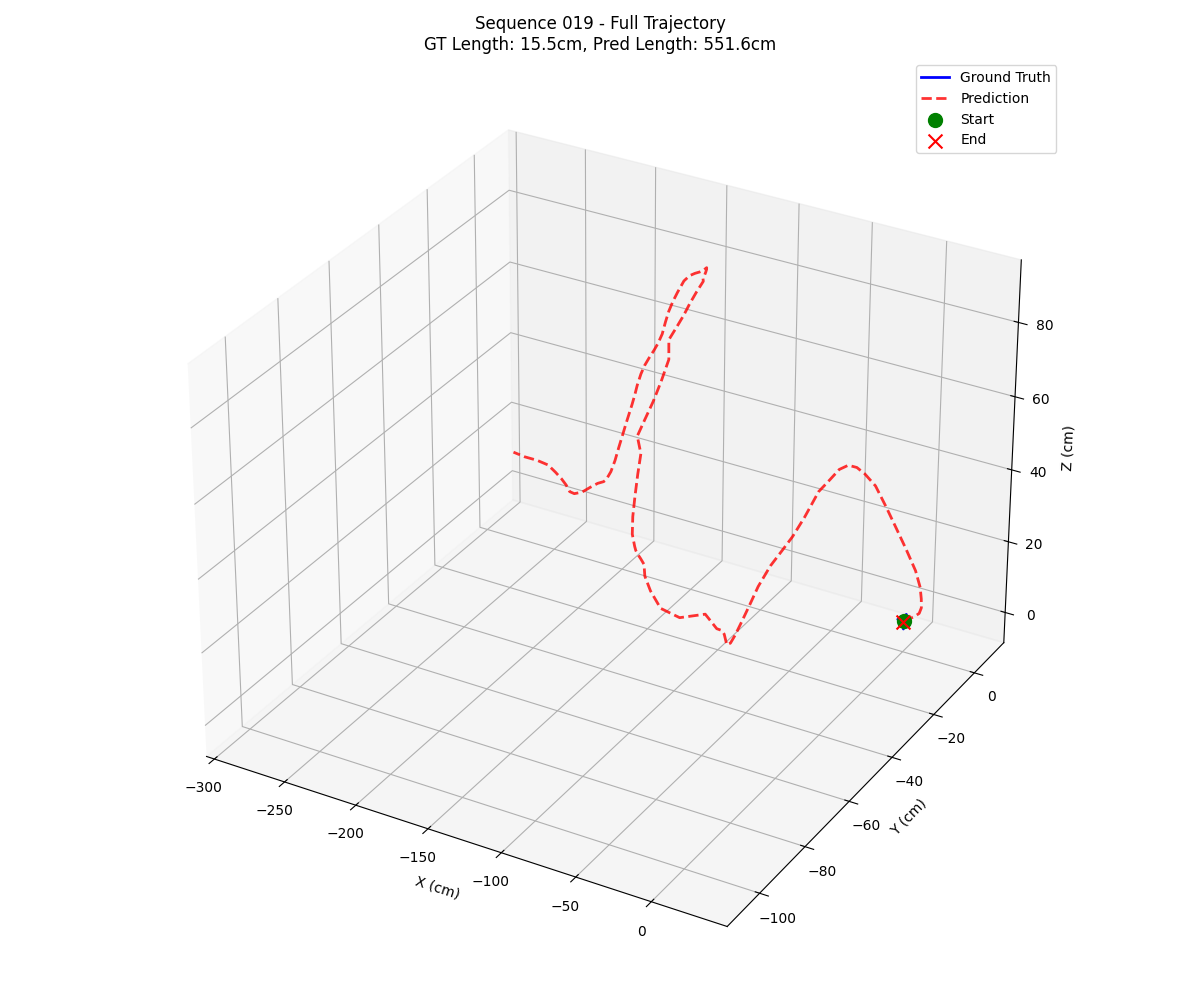 Sequence 019 - Full Trajectory
GT Length: 15.5cm, Pred Length: 551.6cm
Ground Truth
Prediction
Start
End
80
60
40
20
0
Z (cm)
0
−20
−40
−60
−80
−100
Y (cm)
−300
−250
−200
−150
−100
−50
0
X (cm)